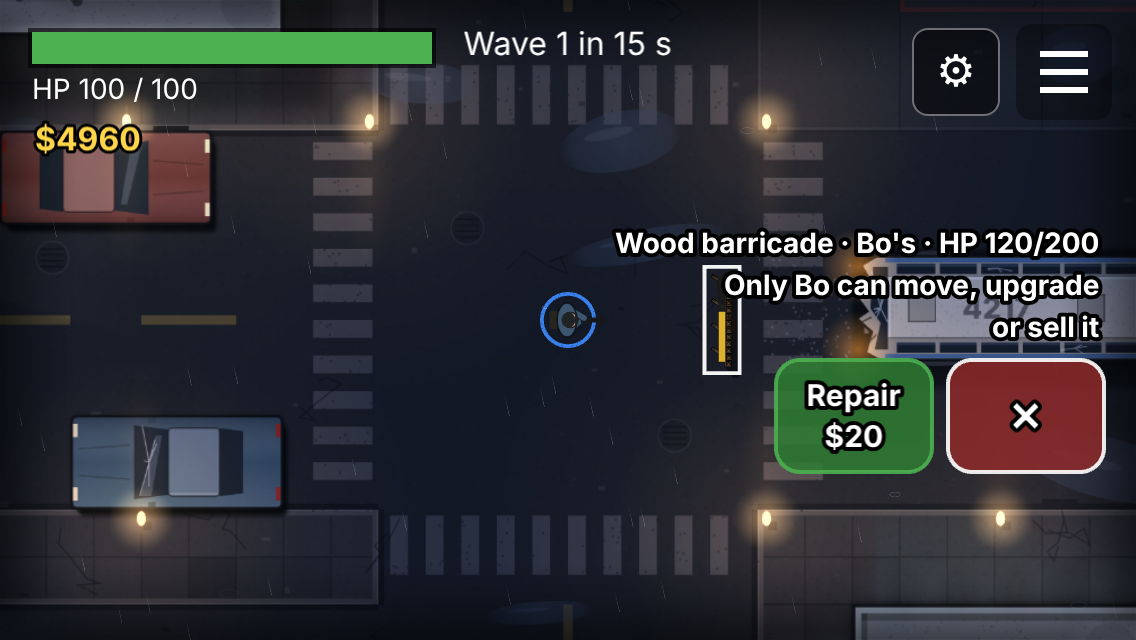 Wave 1 in 15 s
HP 100 / 100
$4960
Wood barricade · Bo's · HP 120/200
Only Bo can move, upgrade
or sell it
Repair
$20
×